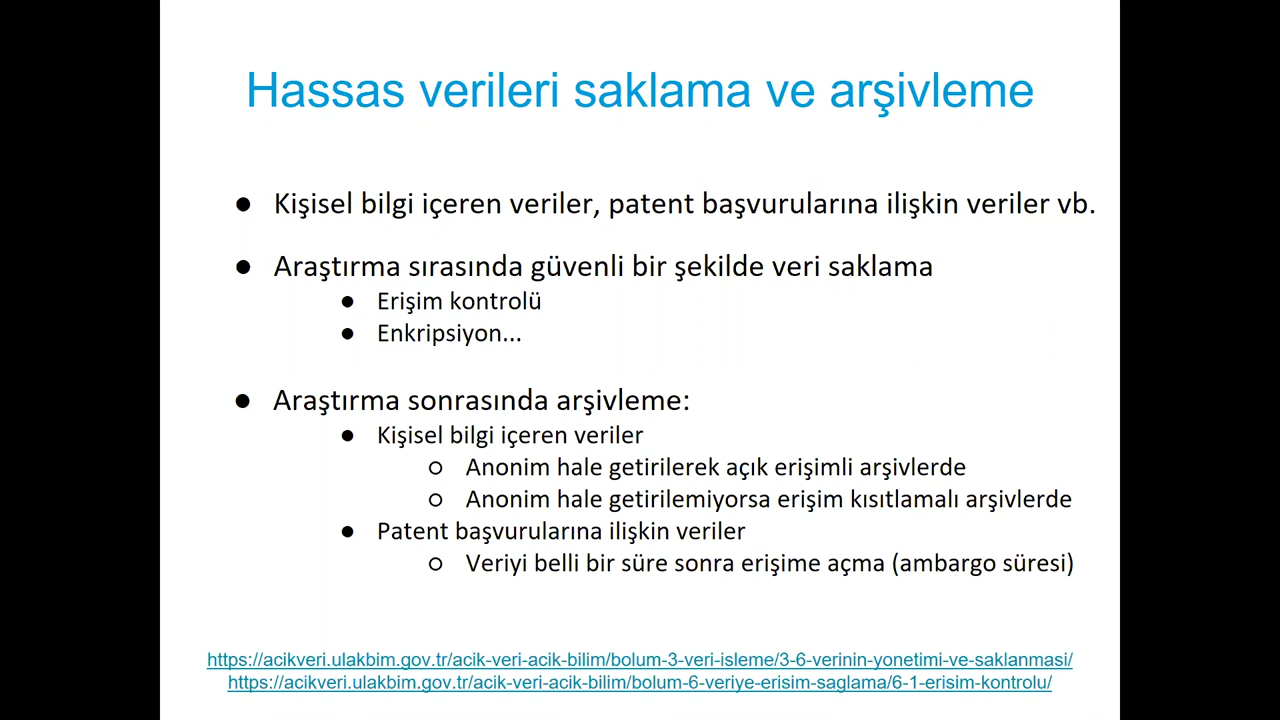 Hassas verileri saklama ve arşivleme
● Kişisel bilgi içeren veriler, patent başvurularına ilişkin veriler vb.
● Araştırma sırasında güvenli bir şekilde veri saklama
● Erişim kontrolü
● Enkripsiyon...
● Araştırma sonrasında arşivleme:
● Kişisel bilgi içeren veriler
○ Anonim hale getirilerek açık erişimli arşivlerde
○ Anonim hale getirilemiyorsa erişim kısıtlamalı arşivlerde
● Patent başvurularına ilişkin veriler
○ Veriyi belli bir süre sonra erişime açma (ambargo süresi)
https://acikveri.ulakbim.gov.tr/acik-veri-acik-bilim/bolum-3-veri-isleme/3-6-verinin-yonetimi-ve-saklanmasi/
https://acikveri.ulakbim.gov.tr/acik-veri-acik-bilim/bolum-6-veriye-erisim-saglama/6-1-erisim-kontrolu/